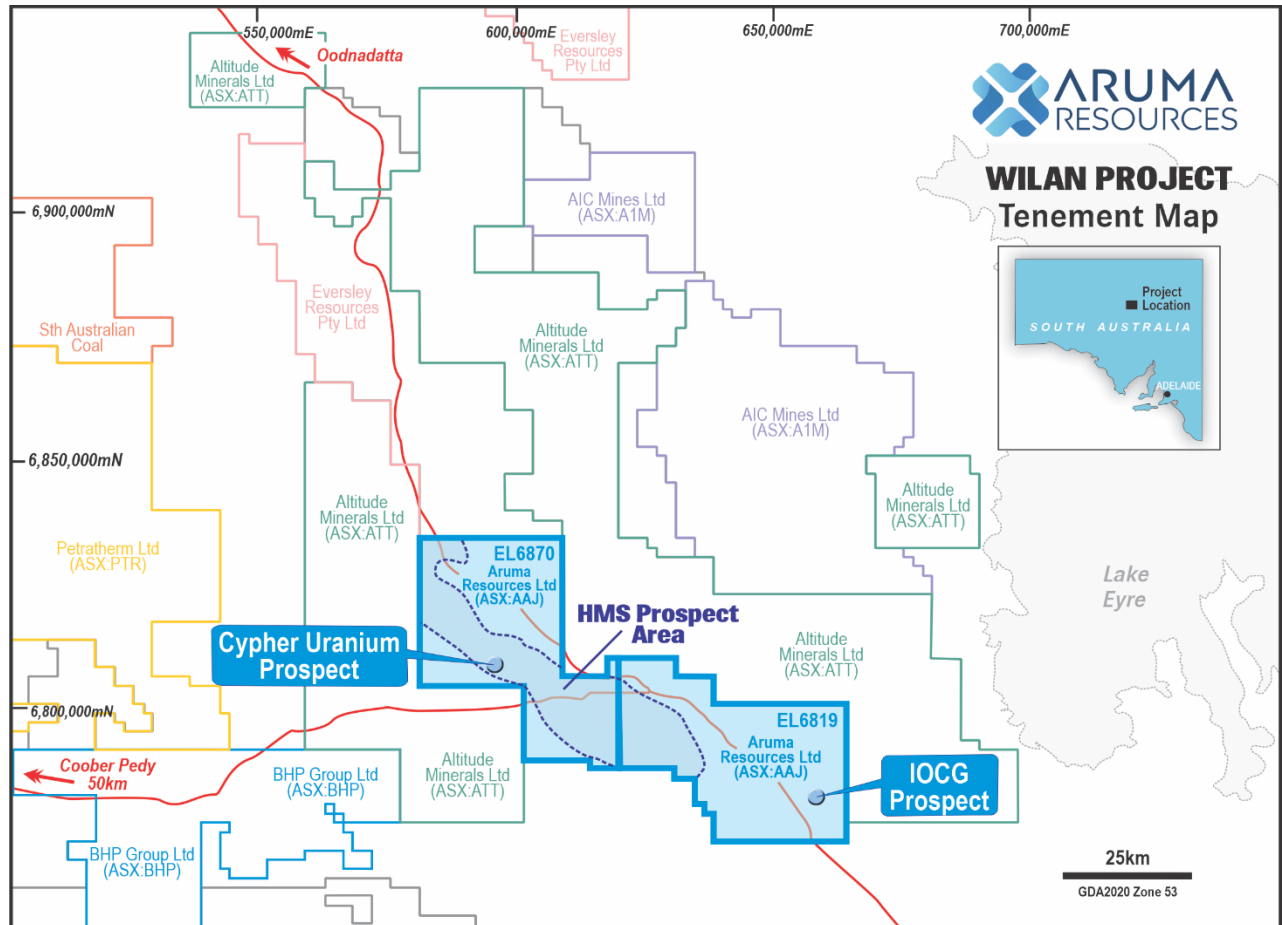 550,000mE
600,000mE
650,000mE
700,000mE
Oodnadatta
Altitude
Minerals Ltd
(ASX:ATT)
Eversley
Resources
Pty Ltd
ARUMA
RESOURCES
WILAN PROJECT
Tenement Map
6,900,000mN
AIC Mines Ltd
(ASX:A1M)
Project
Location
SOUTH AUSTRALIA
ADELAIDE
Sth Australian
Coal
Eversley
Resources
Pty Ltd
Altitude
Minerals Ltd
(ASX:ATT)
AIC Mines Ltd
(ASX:A1M)
6,850,000mN
Altitude
Minerals Ltd
(ASX:ATT)
Altitude
Minerals Ltd
(ASX:ATT)
Petratherm Ltd
(ASX:PTR)
EL6870
Aruma
Resources Ltd
(ASX:AAJ)
Lake
Eyre
HMS Prospect
Area
Cypher Uranium
Prospect
Altitude
Minerals Ltd
(ASX:ATT)
6,800,000mN
EL6819
Aruma
Resources Ltd
(ASX:AAJ)
Coober Pedy
50km
BHP Group Ltd
(ASX:BHP)
Altitude
Minerals Ltd
(ASX:ATT)
IOCG
Prospect
BHP Group Ltd
(ASX:BHP)
25km
GDA2020 Zone 53